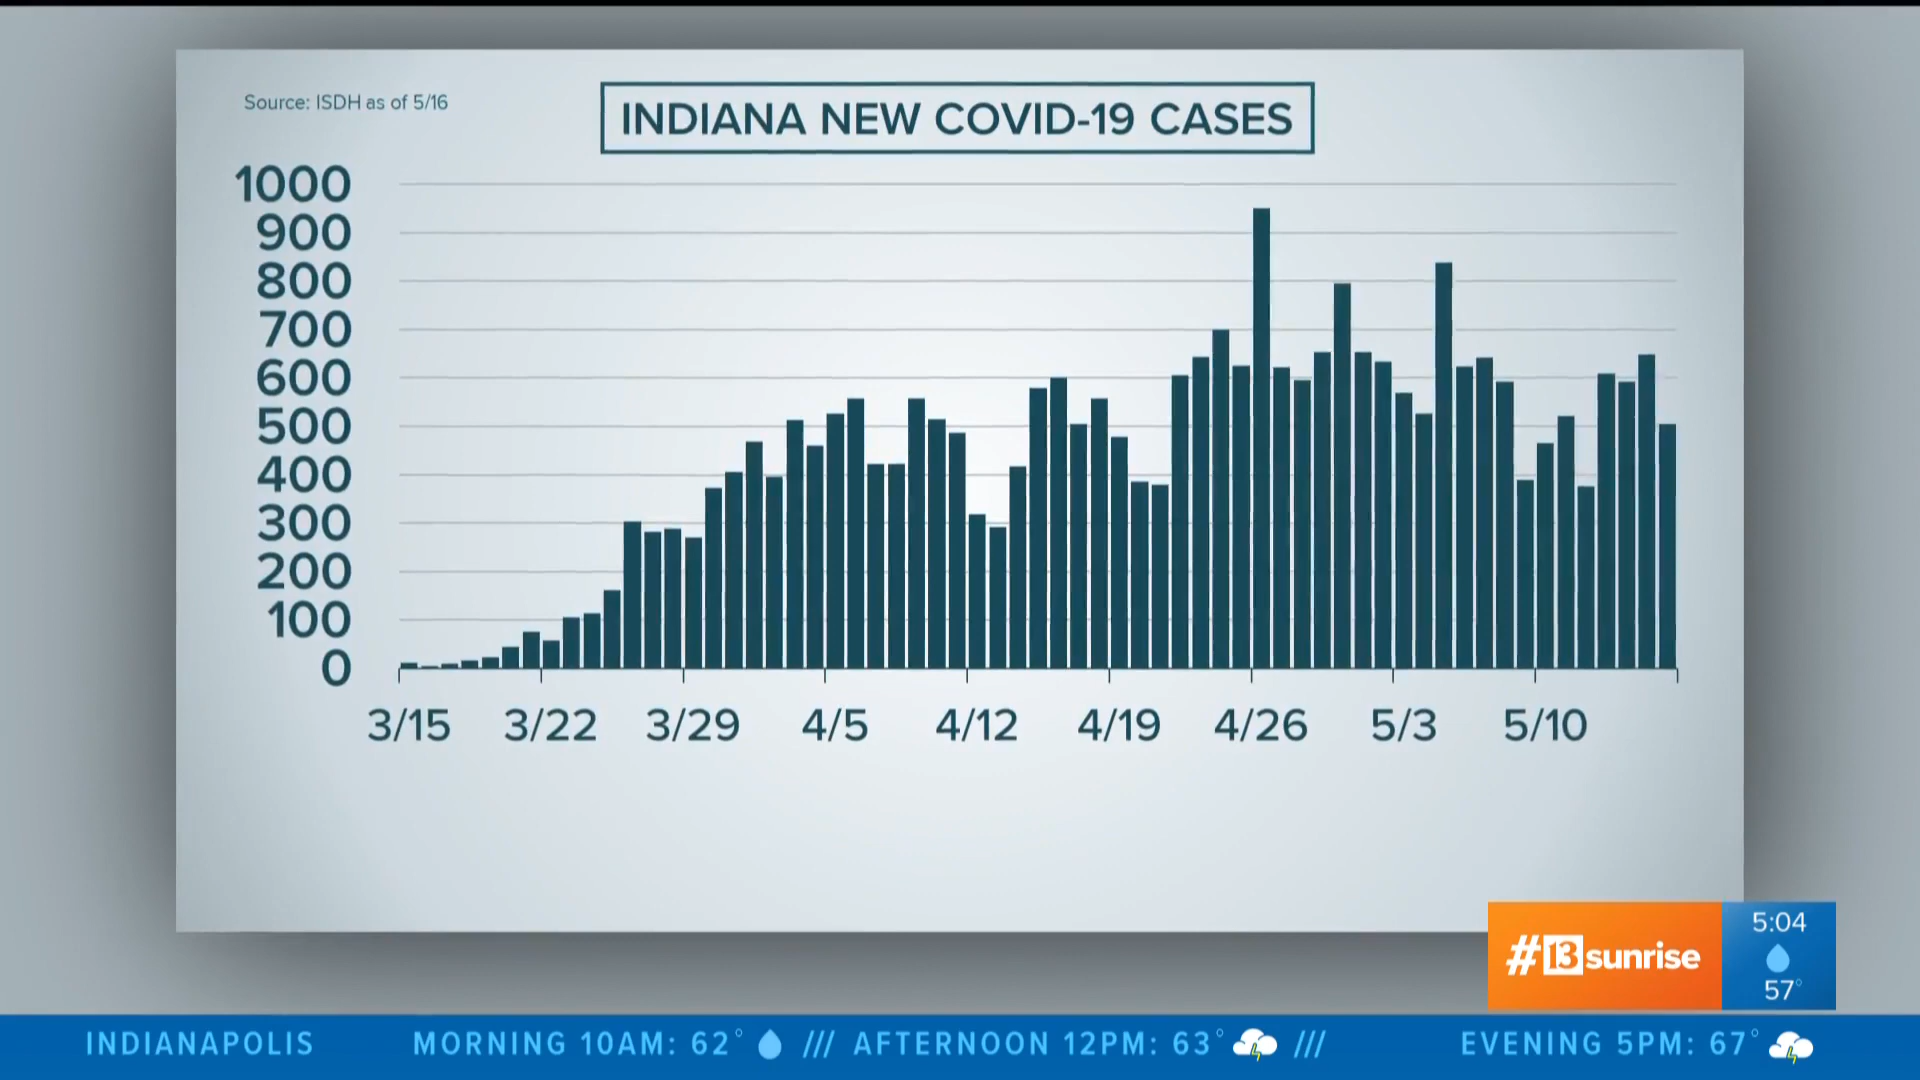 Source: ISDH as of 5/16
INDIANA NEW COVID-19 CASES
1000
900
800
700
600
500
400
300
200
100
0
3/15 3/22 3/29 4/5 4/12 4/19 4/26 5/3 5/10
#13sunrise
5:04
57°
INDIANAPOLIS MORNING 10AM: 62° /// AFTERNOON 12PM: 63° /// EVENING 5PM: 67°